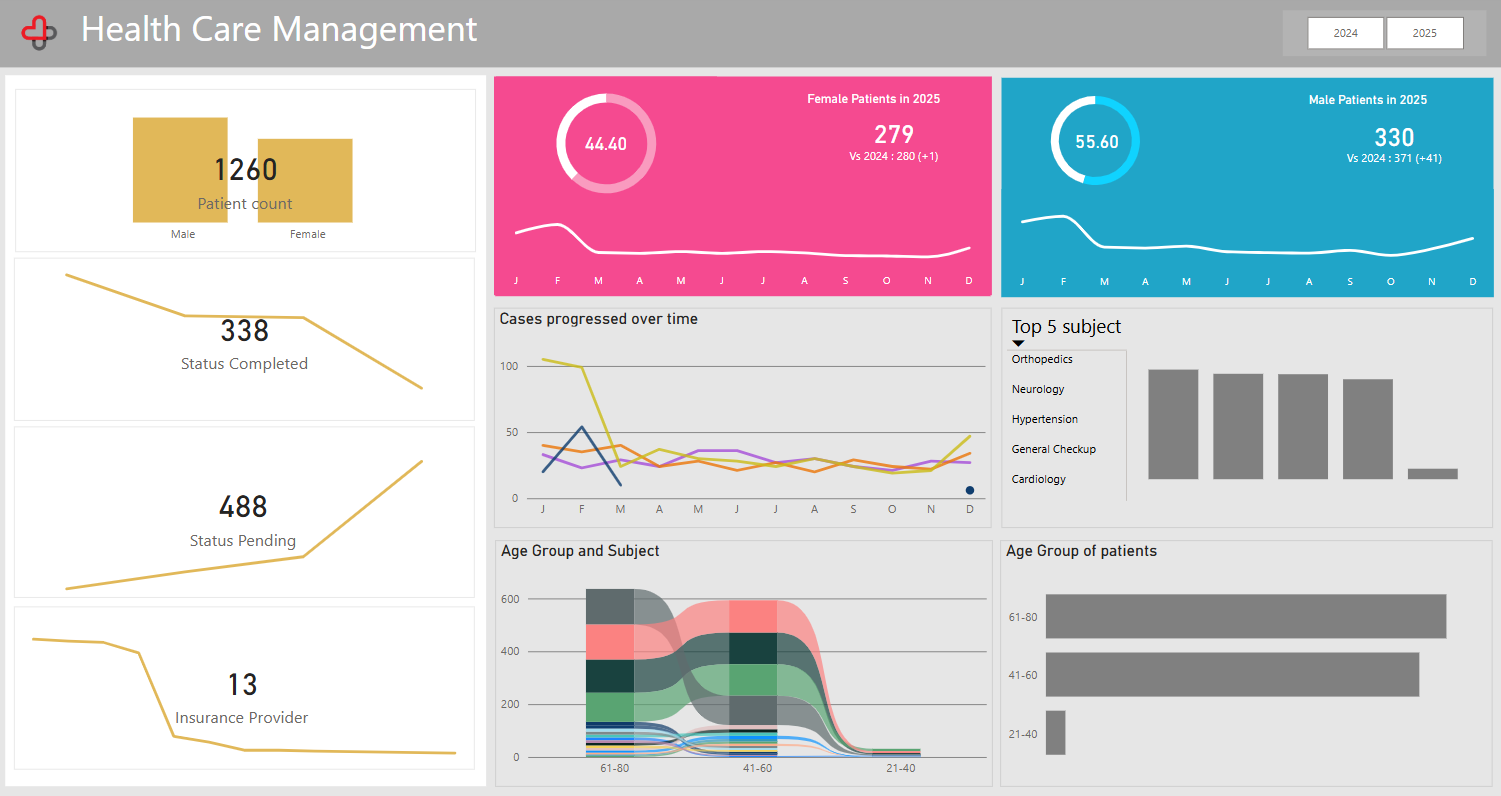 Health Care Management
2024
2025
1260
Patient count
Male
Female
338
Status Completed
488
Status Pending
13
Insurance Provider
44.40
Female Patients in 2025
279
Vs 2024 : 280 (+1)
J F M A M J J A S O N D
55.60
Male Patients in 2025
330
Vs 2024 : 371 (+41)
J F M A M J J A S O N D
Cases progressed over time
100
50
0
J F M A M J J A S O N D
Top 5 subject
Orthopedics
Neurology
Hypertension
General Checkup
Cardiology
Age Group and Subject
600
400
200
0
61-80 41-60 21-40
Age Group of patients
61-80
41-60
21-40